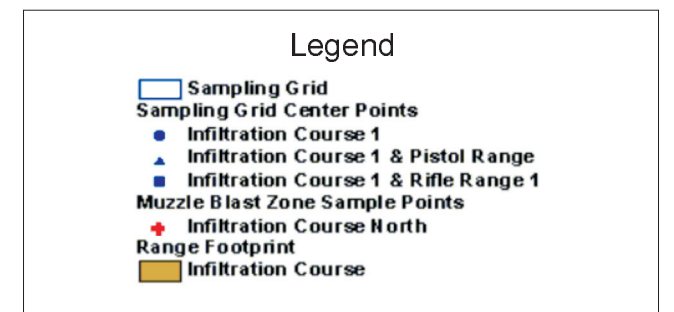 Legend
Sampling Grid
Sampling Grid Center Points
Infiltration Course 1
Infiltration Course 1 & Pistol Range
Infiltration Course 1 & Rifle Range 1
Muzzle Blast Zone Sample Points
Infiltration Course North
Range Footprint
Infiltration Course